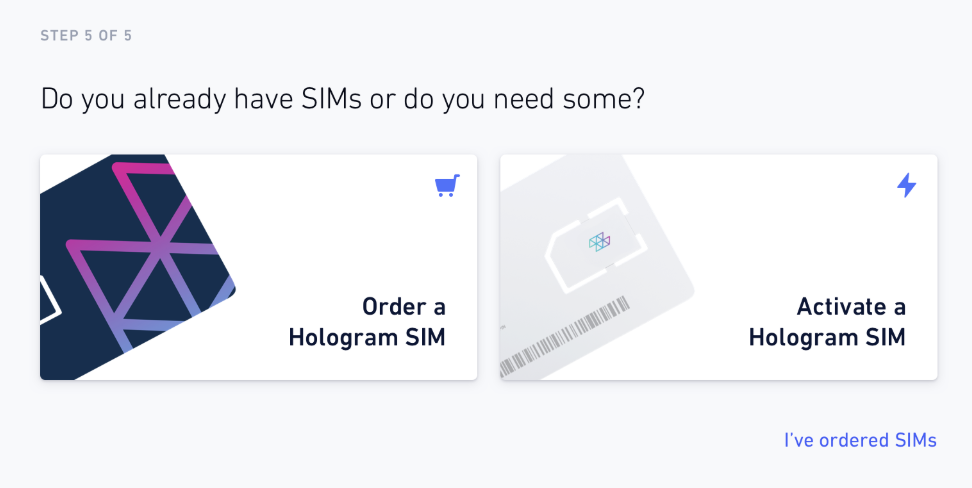 STEP 5 OF 5
Do you already have SIMs or do you need some?
Order a
Hologram SIM
Activate a
Hologram SIM
I've ordered SIMs